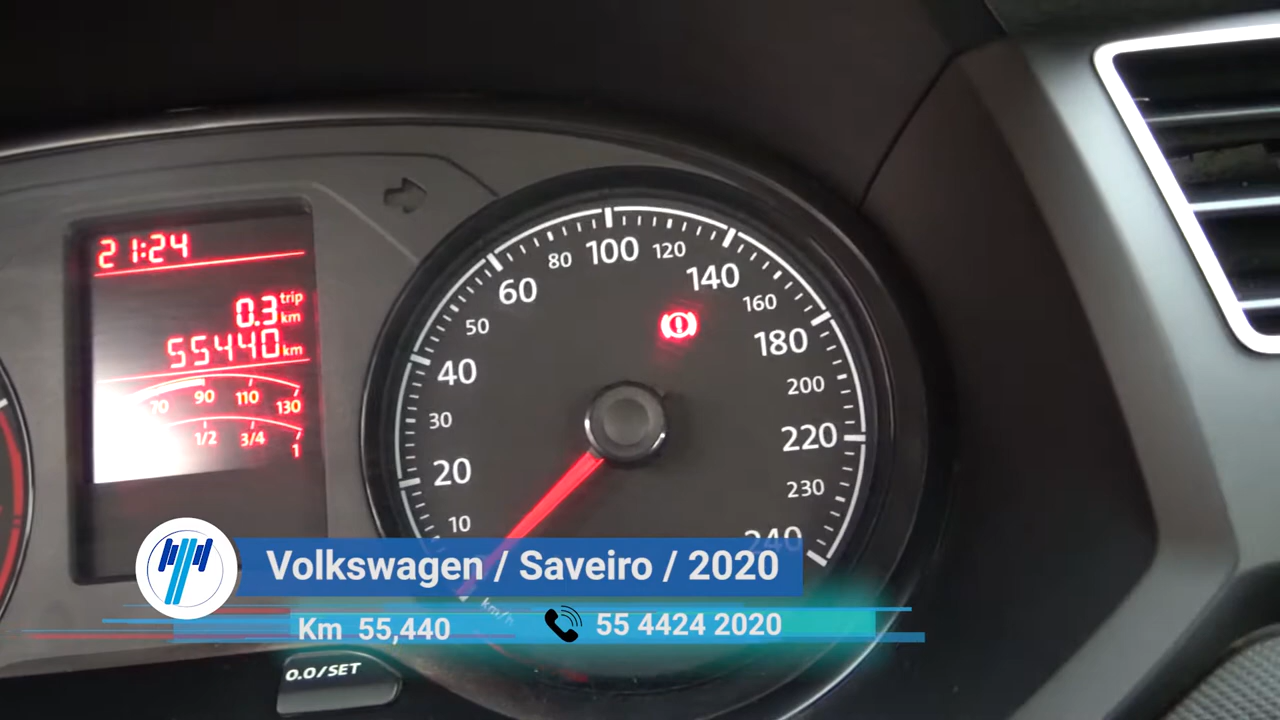 21:24
trip
0.3 km
55440 km
70 90 110 130
1/2 3/4 1
10
20
30
40
50
60
80
100
120
140
160
180
200
220
230
240
km/h
Volkswagen / Saveiro / 2020
Km 55,440
55 4424 2020
0.0/SET